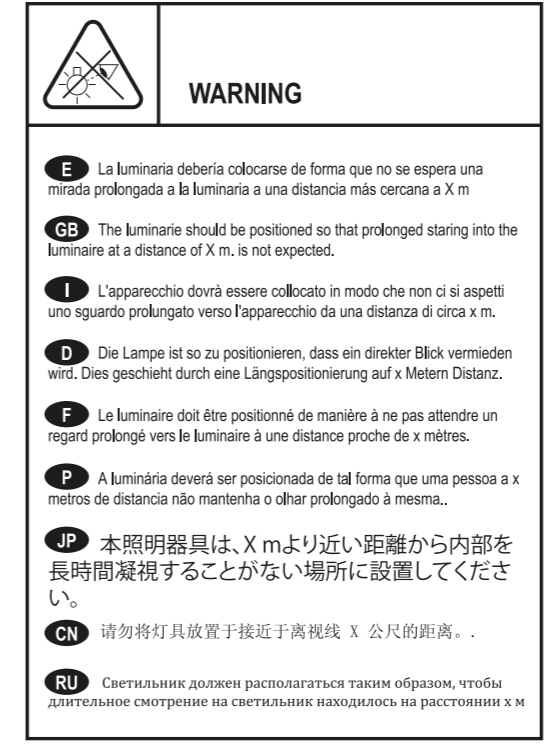 WARNING
E La luminaria debería colocarse de forma que no se espera una
mirada prolongada a la luminaria a una distancia más cercana a X m
GB The luminarie should be positioned so that prolonged staring into the
luminaire at a distance of X m. is not expected.
I L'apparecchio dovrà essere collocato in modo che non ci si aspetti
uno sguardo prolungato verso l'apparecchio da una distanza di circa x m.
D Die Lampe ist so zu positionieren, dass ein direkter Blick vermieden
wird. Dies geschieht durch eine Längspositionierung auf x Metern Distanz.
F Le luminaire doit être positionné de manière à ne pas attendre un
regard prolongé vers le luminaire à une distance proche de x mètres.
P A luminária deverá ser posicionada de tal forma que uma pessoa a x
metros de distancia não mantenha o olhar prolongado à mesma..
JP 本照明器具は、X mより近い距離から内部を
長時間凝視することがない場所に設置してくださ
い。
CN 请勿将灯具放置于接近于离视线 X 公尺的距离。.
RU Светильник должен располагаться таким образом, чтобы
длительное смотрение на светильник находилось на расстоянии x м